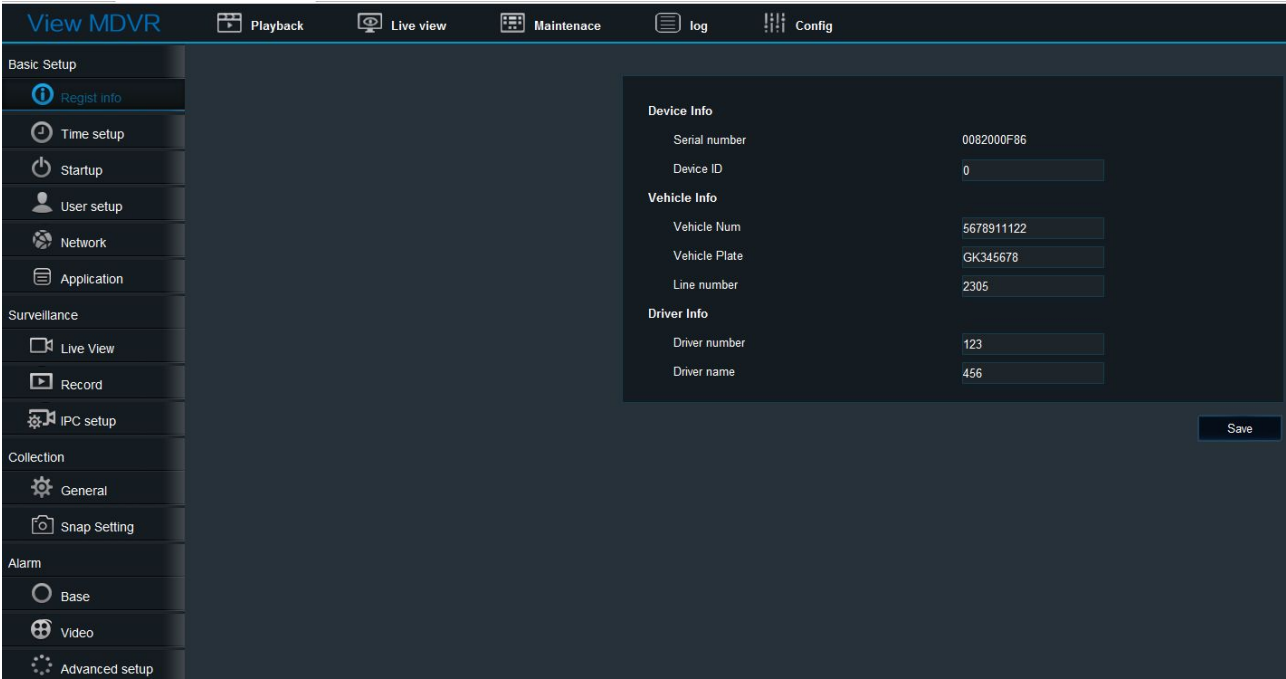 View MDVR
Playback
Live view
Maintenace
log
Config
Basic Setup
Regist info
Time setup
Startup
User setup
Network
Application
Surveillance
Live View
Record
IPC setup
Collection
General
Snap Setting
Alarm
Base
Video
Advanced setup
Device Info
Serial number 0082000F86
Device ID 0
Vehicle Info
Vehicle Num 5678911122
Vehicle Plate GK345678
Line number 2305
Driver Info
Driver number 123
Driver name 456
Save